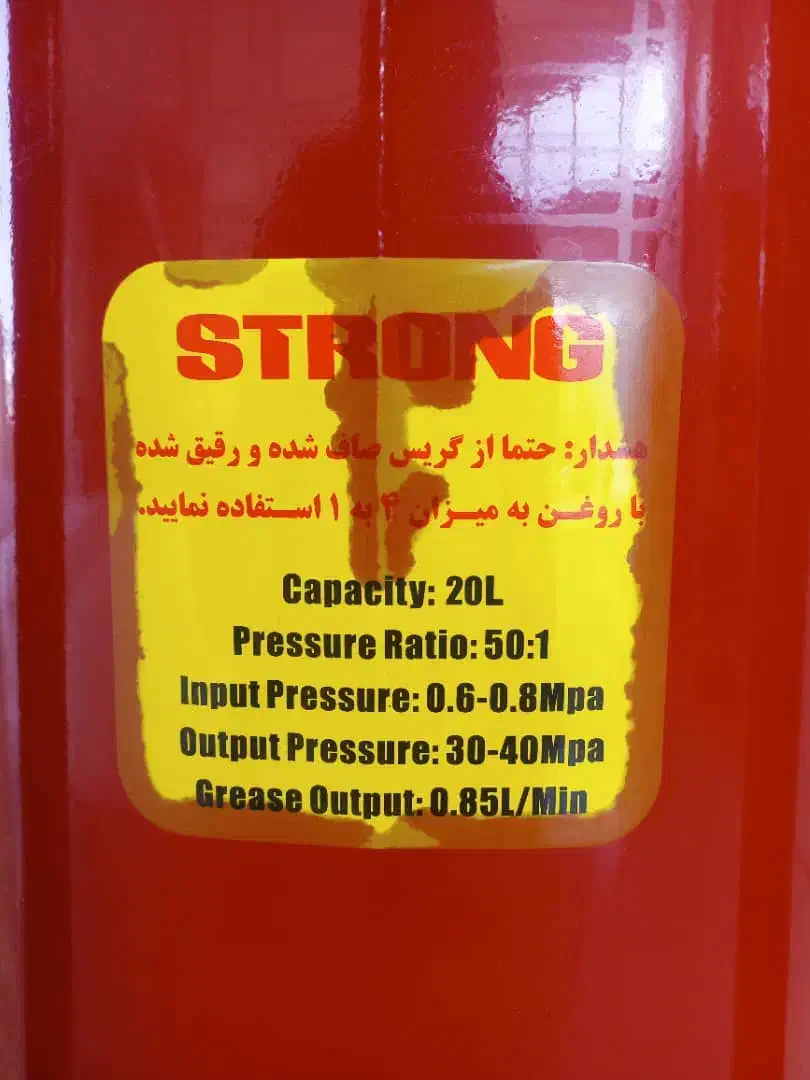 STRONG
هشدار: حتما از گریس صاف شده و رقیق شده
با روغن به میزان ۴ به ۱ استفاده نمایید.
Capacity: 20L
Pressure Ratio: 50:1
Input Pressure: 0.6-0.8Mpa
Output Pressure: 30-40Mpa
Grease Output: 0.85L/Min